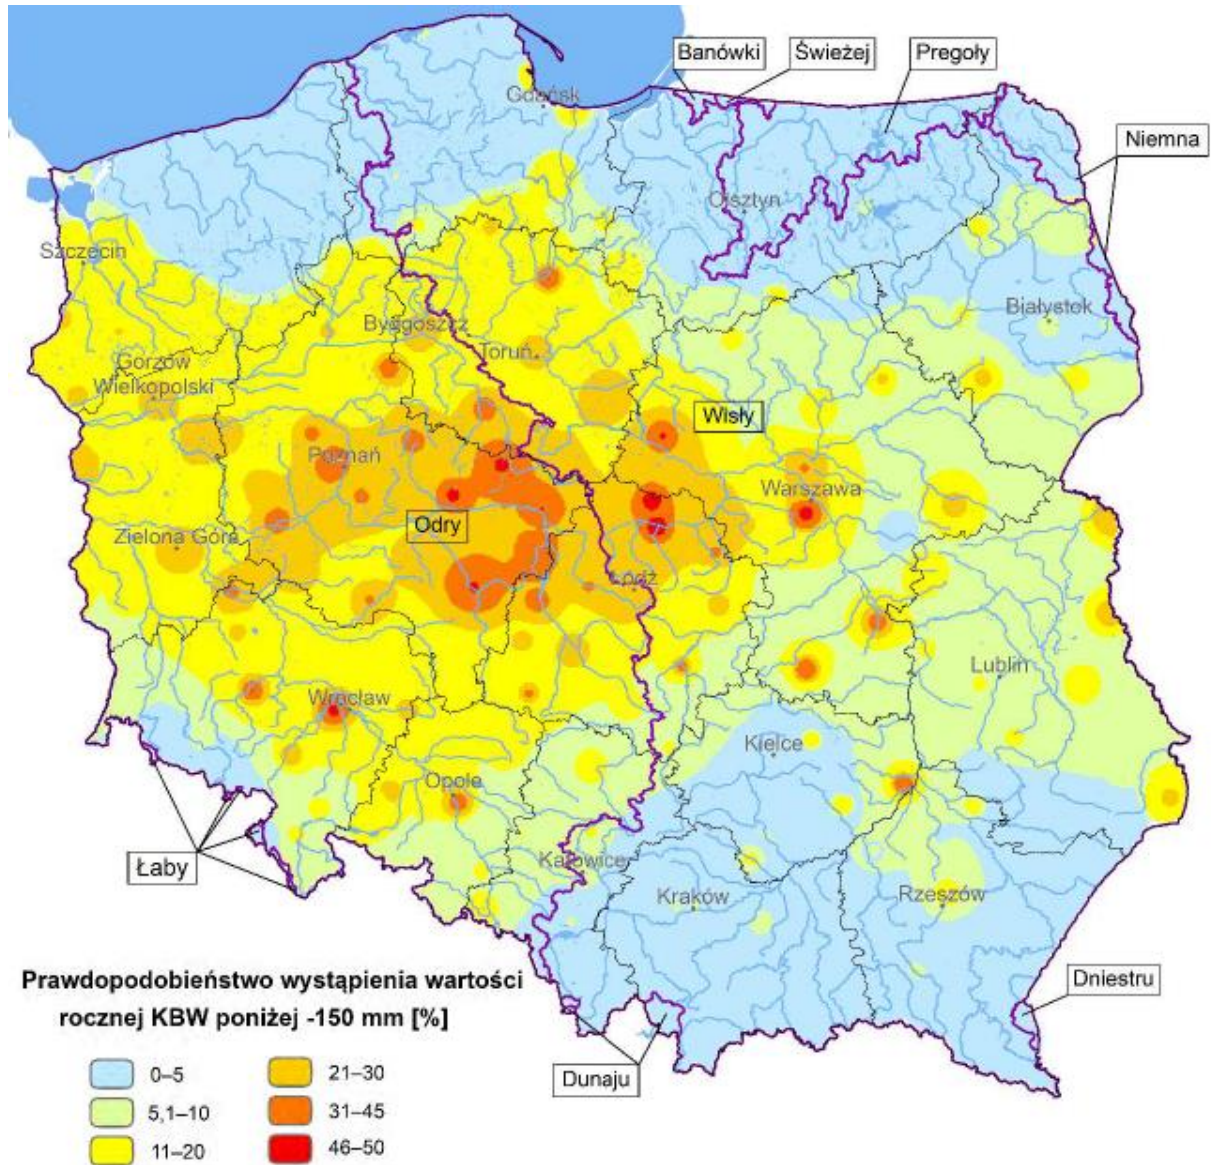 Banówki
Świeżej
Pregoły
Gdańsk
Niemna
Olsztyn
Szczecin
Białystok
Bydgoszcz
Toruń
Gorzów
Wielkopolski
Wisły
Poznań
Warszawa
Odry
Zielona Góra
Łódź
Lublin
Wrocław
Kielce
Opole
Katowice
Łaby
Kraków
Rzeszów
Dniestru
Dunaju
Prawdopodobieństwo wystąpienia wartości
rocznej KBW poniżej -150 mm [%]
0–5
21–30
5,1–10
31–45
11–20
46–50